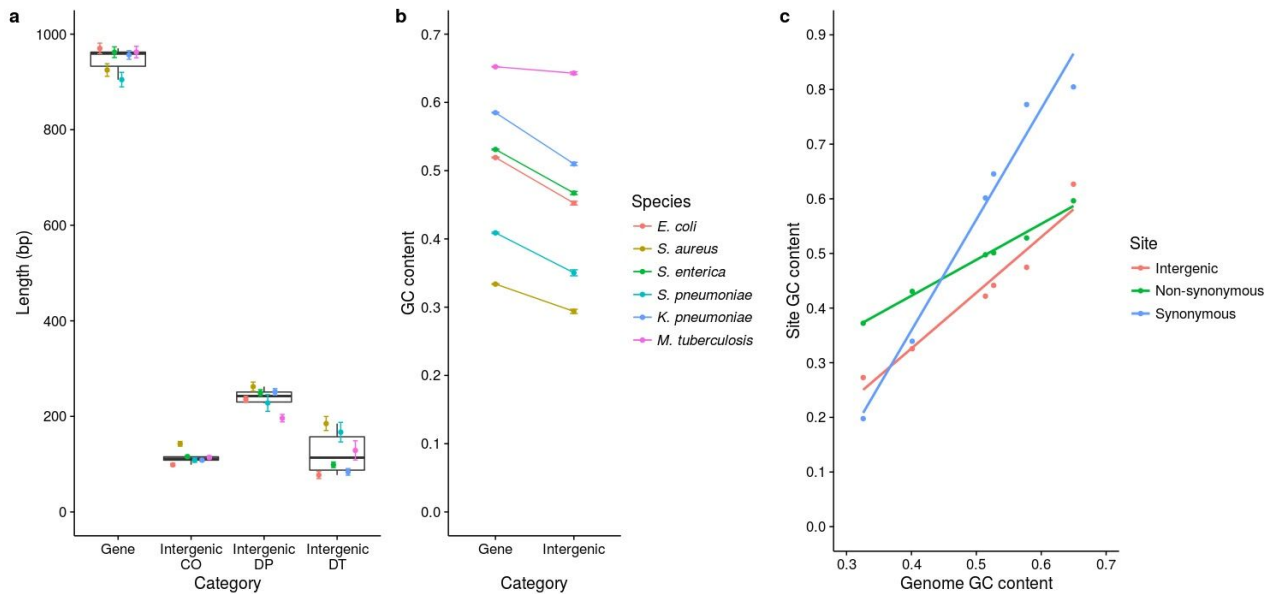 a
1000
800
600
400
200
0
Length (bp)
Gene
Intergenic
CO
Intergenic
DP
Intergenic
DT
Category
b
0.7
0.6
0.5
0.4
0.3
0.2
0.1
0.0
GC content
Gene
Intergenic
Category
Species
E. coli
S. aureus
S. enterica
S. pneumoniae
K. pneumoniae
M. tuberculosis
c
0.9
0.8
0.7
0.6
0.5
0.4
0.3
0.2
0.1
0.0
Site GC content
0.3
0.4
0.5
0.6
0.7
Genome GC content
Site
Intergenic
Non-synonymous
Synonymous